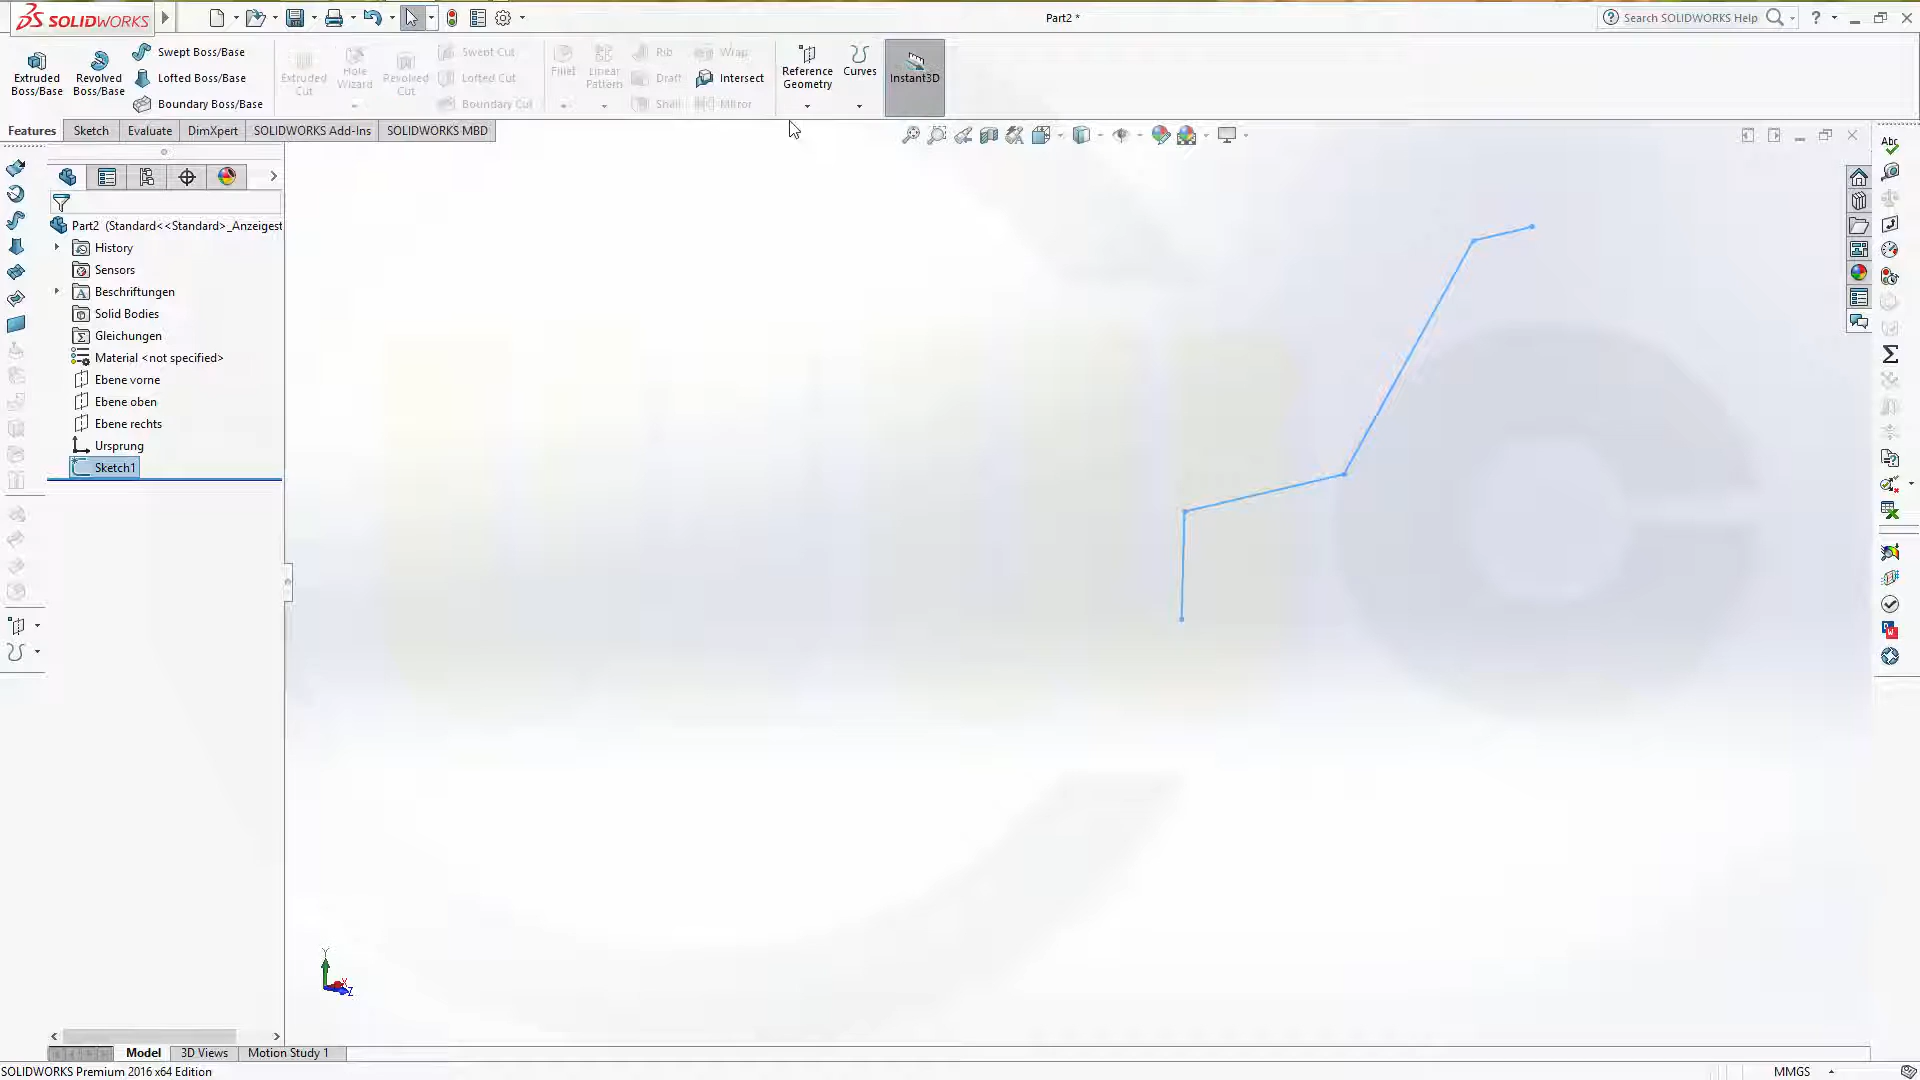 SOLIDWORKS
Part2 *
Search SOLIDWORKS Help
Extruded Boss/Base
Revolved Boss/Base
Swept Boss/Base
Lofted Boss/Base
Boundary Boss/Base
Extruded Cut
Hole Wizard
Revolved Cut
Swept Cut
Lofted Cut
Boundary Cut
Fillet
Linear Pattern
Rib
Draft
Shell
Wrap
Intersect
Mirror
Reference Geometry
Curves
Instant3D
Features
Sketch
Evaluate
DimXpert
SOLIDWORKS Add-Ins
SOLIDWORKS MBD
Part2 (Standard<<Standard>_Anzeigest
History
Sensors
Beschriftungen
Solid Bodies
Gleichungen
Material <not specified>
Ebene vorne
Ebene oben
Ebene rechts
Ursprung
Sketch1
Abc
Y
X
Z
Model
3D Views
Motion Study 1
SOLIDWORKS Premium 2016 x64 Edition
MMGS